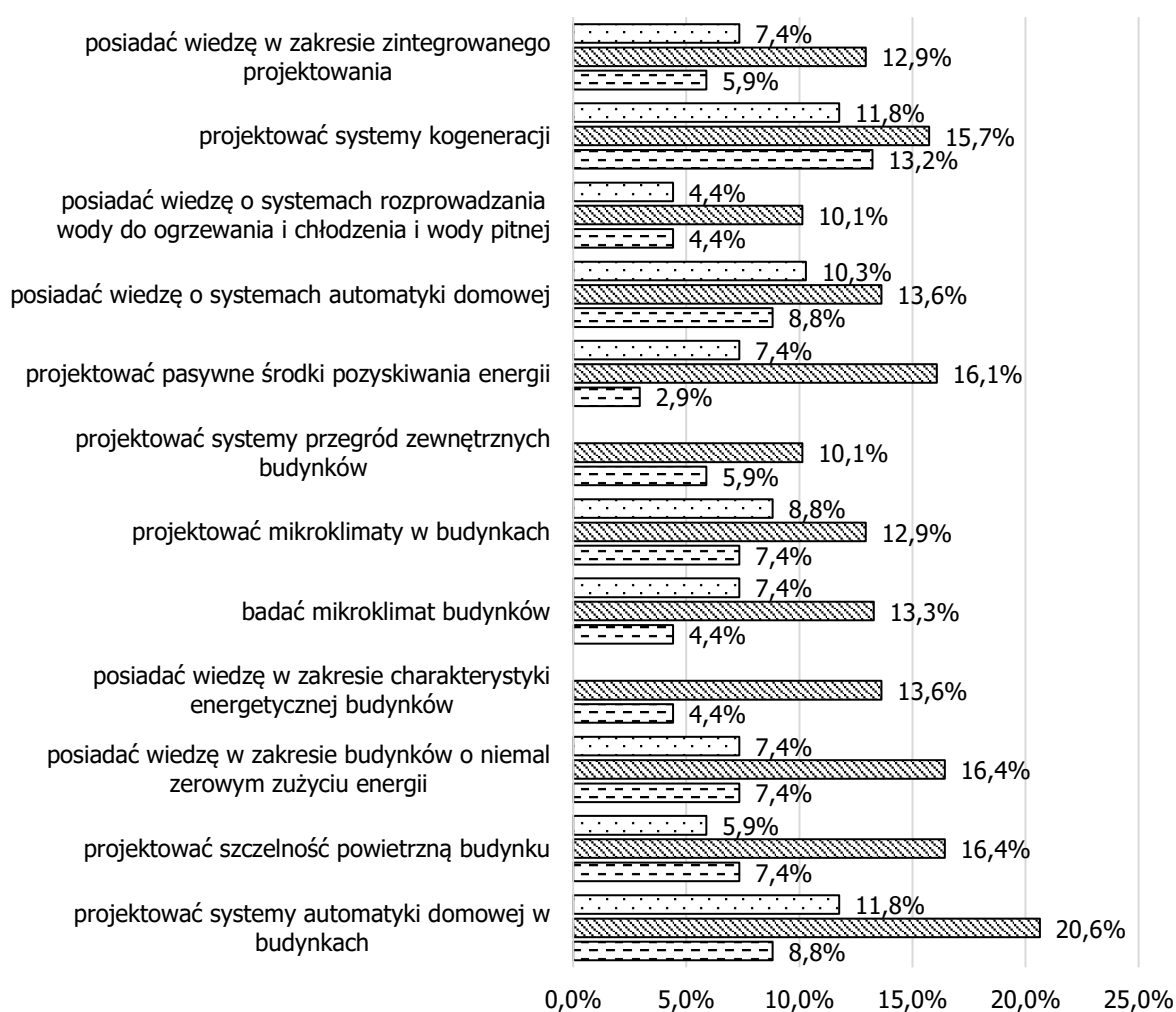 posiadać wiedzę w zakresie zintegrowanego
projektowania
7,4%
12,9%
5,9%
projektować systemy kogeneracji
11,8%
15,7%
13,2%
posiadać wiedzę o systemach rozprowadzania
wody do ogrzewania i chłodzenia i wody pitnej
4,4%
10,1%
4,4%
posiadać wiedzę o systemach automatyki domowej
10,3%
13,6%
8,8%
projektować pasywne środki pozyskiwania energii
7,4%
16,1%
2,9%
projektować systemy przegród zewnętrznych
budynków
10,1%
5,9%
projektować mikroklimaty w budynkach
8,8%
12,9%
7,4%
badać mikroklimat budynków
7,4%
13,3%
4,4%
posiadać wiedzę w zakresie charakterystyki
energetycznej budynków
13,6%
4,4%
posiadać wiedzę w zakresie budynków o niemal
zerowym zużyciu energii
7,4%
16,4%
7,4%
projektować szczelność powietrzną budynku
5,9%
16,4%
7,4%
projektować systemy automatyki domowej w
budynkach
11,8%
20,6%
8,8%
0,0% 5,0% 10,0% 15,0% 20,0% 25,0%